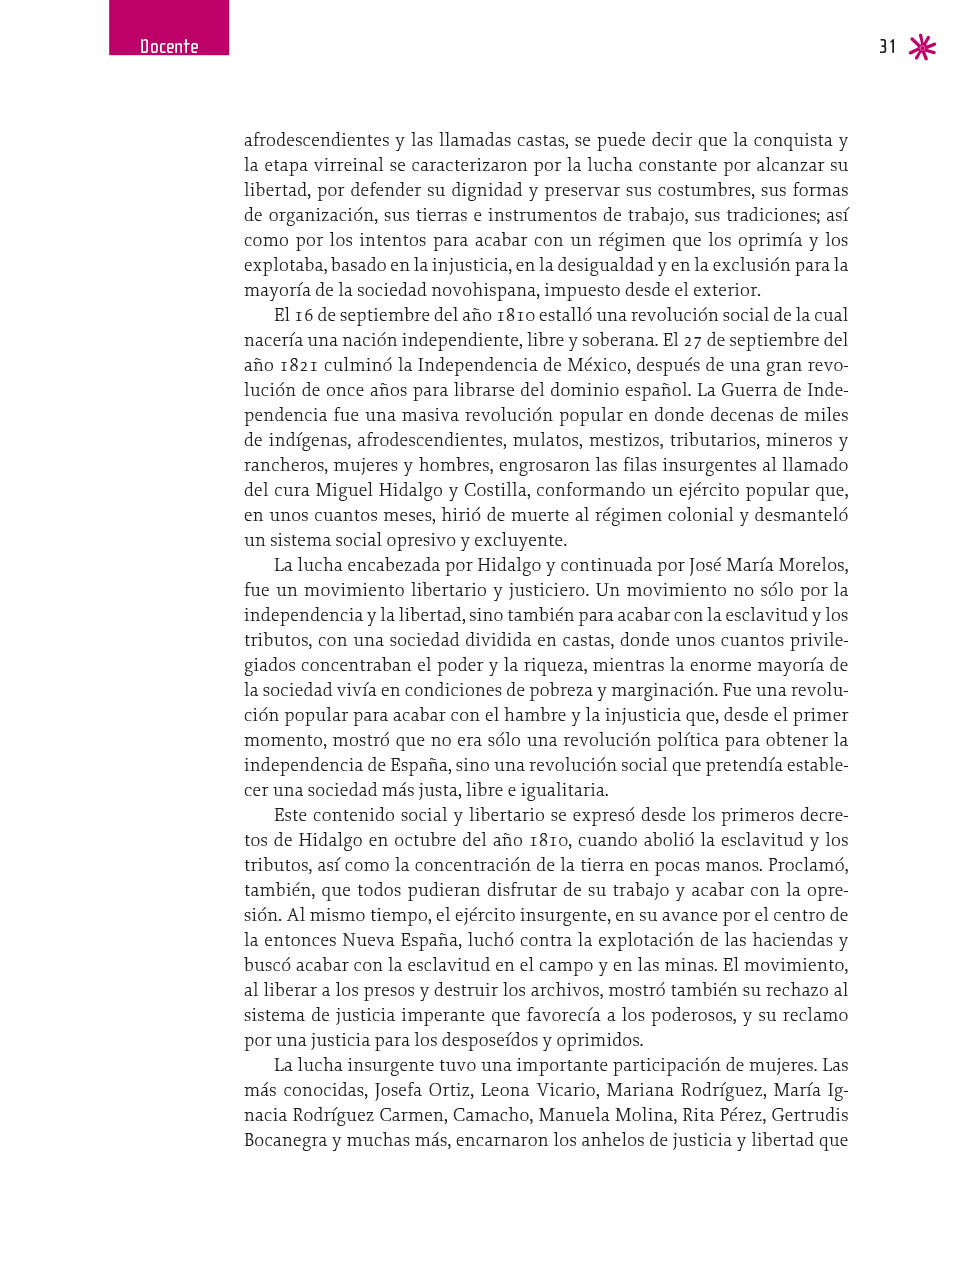 Docente
31
afrodescendientes y las llamadas castas, se puede decir que la conquista y
la etapa virreinal se caracterizaron por la lucha constante por alcanzar su
libertad, por defender su dignidad y preservar sus costumbres, sus formas
de organización, sus tierras e instrumentos de trabajo, sus tradiciones; así
como por los intentos para acabar con un régimen que los oprimía y los
explotaba, basado en la injusticia, en la desigualdad y en la exclusión para la
mayoría de la sociedad novohispana, impuesto desde el exterior.
El 16 de septiembre del año 1810 estalló una revolución social de la cual
nacería una nación independiente, libre y soberana. El 27 de septiembre del
año 1821 culminó la Independencia de México, después de una gran revo-
lución de once años para librarse del dominio español. La Guerra de Inde-
pendencia fue una masiva revolución popular en donde decenas de miles
de indígenas, afrodescendientes, mulatos, mestizos, tributarios, mineros y
rancheros, mujeres y hombres, engrosaron las filas insurgentes al llamado
del cura Miguel Hidalgo y Costilla, conformando un ejército popular que,
en unos cuantos meses, hirió de muerte al régimen colonial y desmanteló
un sistema social opresivo y excluyente.
La lucha encabezada por Hidalgo y continuada por José María Morelos,
fue un movimiento libertario y justiciero. Un movimiento no sólo por la
independencia y la libertad, sino también para acabar con la esclavitud y los
tributos, con una sociedad dividida en castas, donde unos cuantos privile-
giados concentraban el poder y la riqueza, mientras la enorme mayoría de
la sociedad vivía en condiciones de pobreza y marginación. Fue una revolu-
ción popular para acabar con el hambre y la injusticia que, desde el primer
momento, mostró que no era sólo una revolución política para obtener la
independencia de España, sino una revolución social que pretendía estable-
cer una sociedad más justa, libre e igualitaria.
Este contenido social y libertario se expresó desde los primeros decre-
tos de Hidalgo en octubre del año 1810, cuando abolió la esclavitud y los
tributos, así como la concentración de la tierra en pocas manos. Proclamó,
también, que todos pudieran disfrutar de su trabajo y acabar con la opre-
sión. Al mismo tiempo, el ejército insurgente, en su avance por el centro de
la entonces Nueva España, luchó contra la explotación de las haciendas y
buscó acabar con la esclavitud en el campo y en las minas. El movimiento,
al liberar a los presos y destruir los archivos, mostró también su rechazo al
sistema de justicia imperante que favorecía a los poderosos, y su reclamo
por una justicia para los desposeídos y oprimidos.
La lucha insurgente tuvo una importante participación de mujeres. Las
más conocidas, Josefa Ortiz, Leona Vicario, Mariana Rodríguez, María Ig-
nacia Rodríguez Carmen, Camacho, Manuela Molina, Rita Pérez, Gertrudis
Bocanegra y muchas más, encarnaron los anhelos de justicia y libertad que